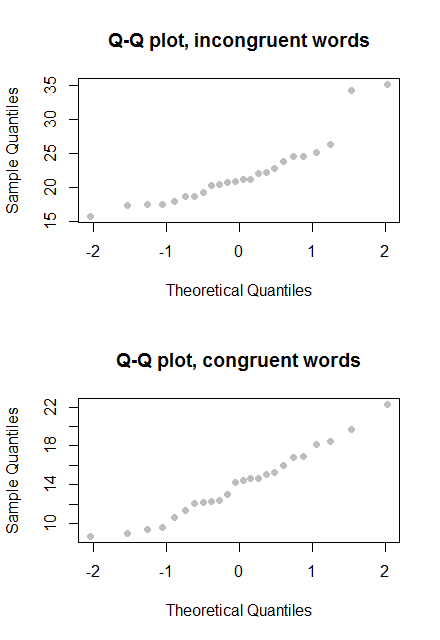 Q-Q plot, incongruent words
Sample Quantiles
35
30
25
20
15
-2 -1 0 1 2
Theoretical Quantiles
Q-Q plot, congruent words
Sample Quantiles
22
18
14
10
-2 -1 0 1 2
Theoretical Quantiles